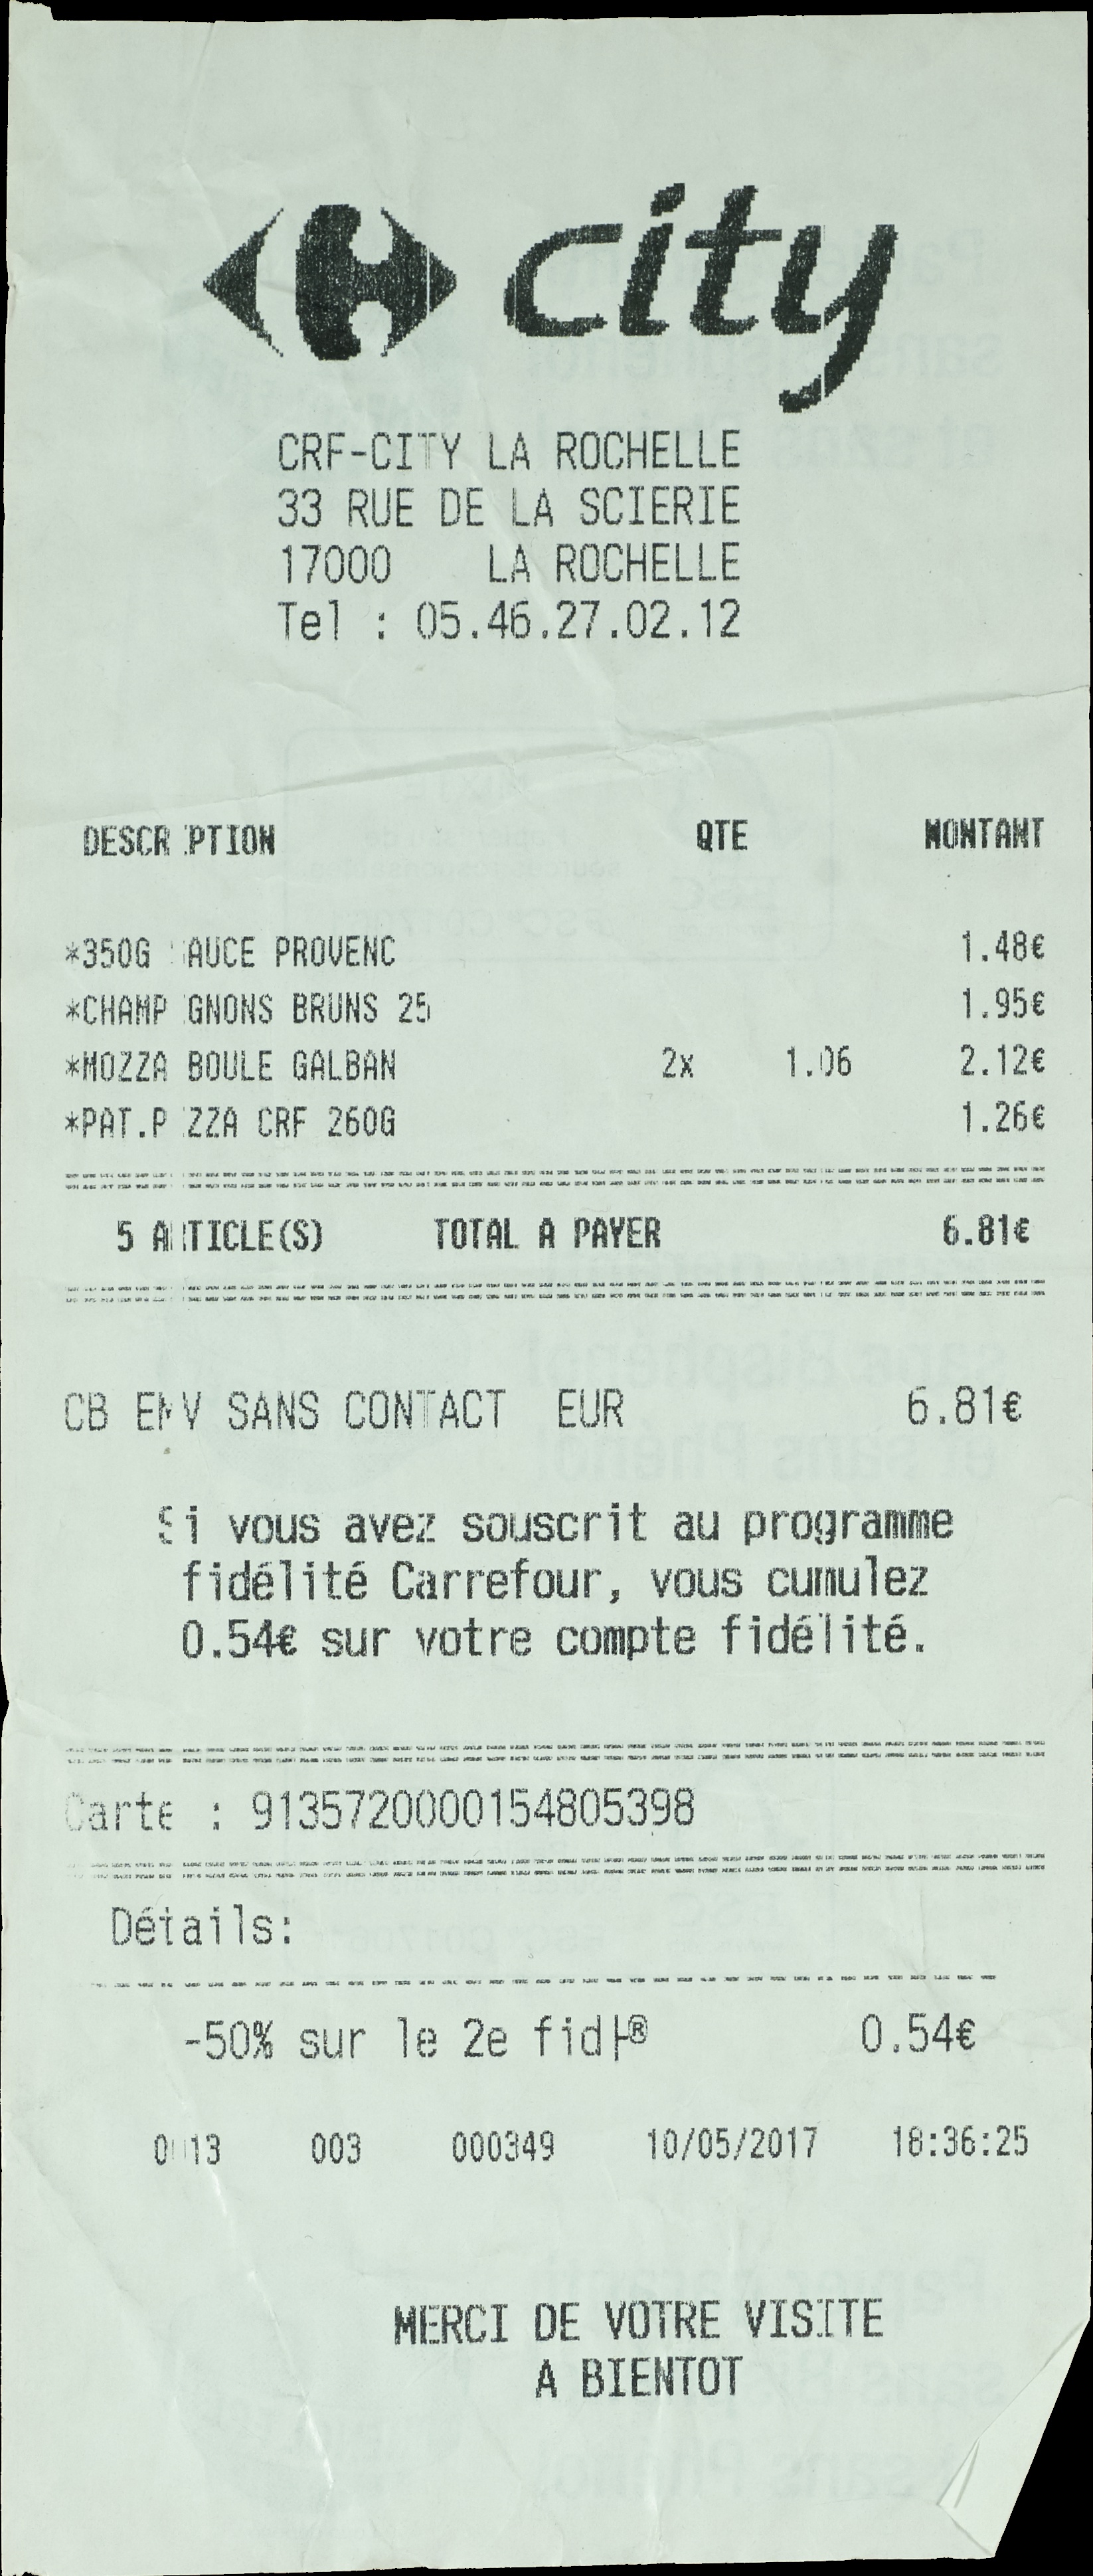 city
CRF-CITY LA ROCHELLE
33 RUE DE LA SCIERIE
17000 LA ROCHELLE
Tel : 05.46.27.02.12
DESCRIPTION QTE MONTANT
*350G SAUCE PROVENC 1.48€
*CHAMPIGNONS BRUNS 25 1.95€
*MOZZA BOULE GALBAN 2x 1.06 2.12€
*PAT.PIZZA CRF 260G 1.26€
5 ARTICLE(S) TOTAL A PAYER 6.81€
CB EMV SANS CONTACT EUR 6.81€
Si vous avez souscrit au programme
fidélité Carrefour, vous cumulez
0.54€ sur votre compte fidélité.
Carte : 9135720000154805398
Détails:
-50% sur le 2e fid├® 0.54€
0013 003 000349 10/05/2017 18:36:25
MERCI DE VOTRE VISITE
A BIENTOT